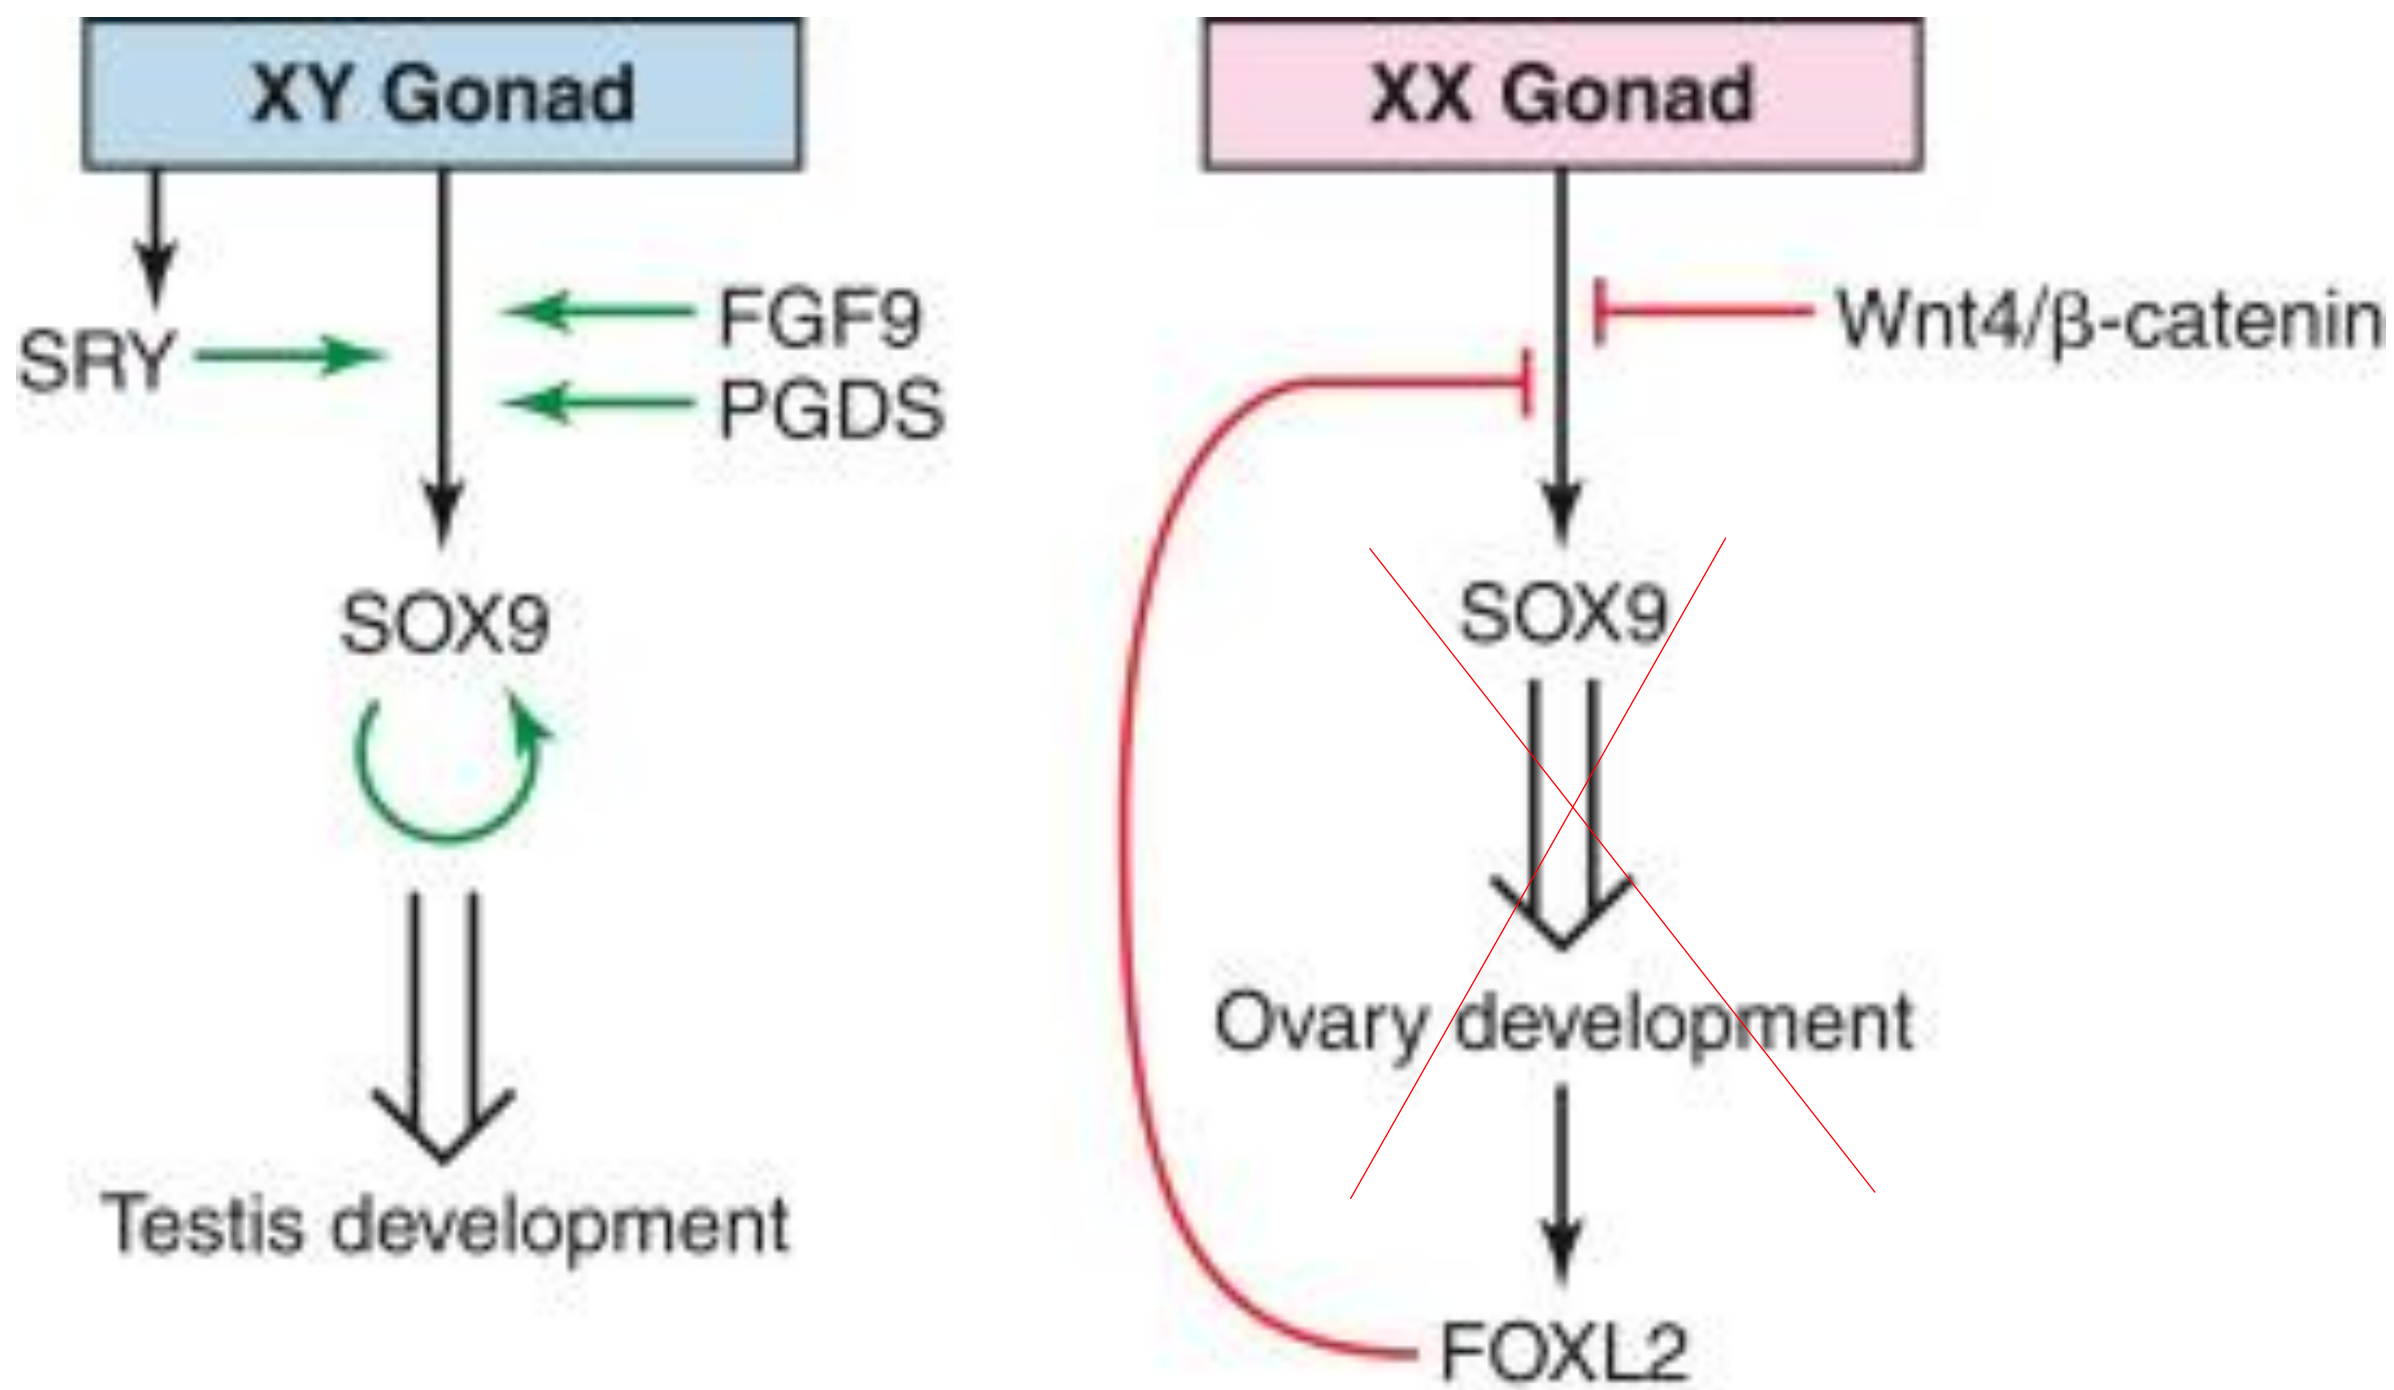 XY Gonad
SRY
FGF9
PGDS
SOX9
Testis development
XX Gonad
Wnt4/β-catenin
SOX9
Ovary development
FOXL2